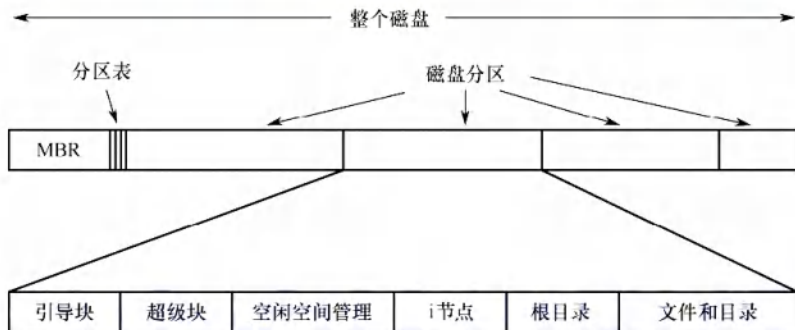 整个磁盘
分区表
磁盘分区
MBR
引导块
超级块
空闲空间管理
i节点
根目录
文件和目录